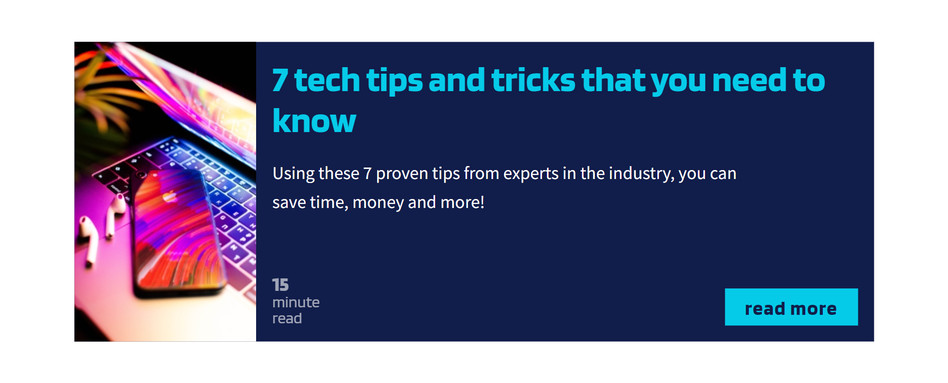 7 tech tips and tricks that you need to
know
Using these 7 proven tips from experts in the industry, you can
save time, money and more!
15
minute
read
read more